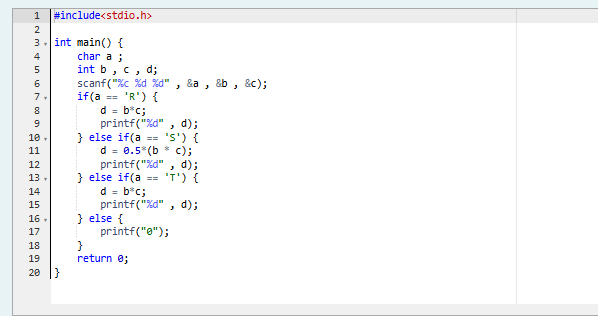 1 #include<stdio.h>
2
3 int main() {
4 char a ;
5 int b , c , d;
6 scanf("%c %d %d" , &a , &b , &c);
7 if(a == 'R') {
8 d = b*c;
9 printf("%d" , d);
10 } else if(a == 'S') {
11 d = 0.5*(b * c);
12 printf("%d" , d);
13 } else if(a == 'T') {
14 d = b*c;
15 printf("%d" , d);
16 } else {
17 printf("0");
18 }
19 return 0;
20 }